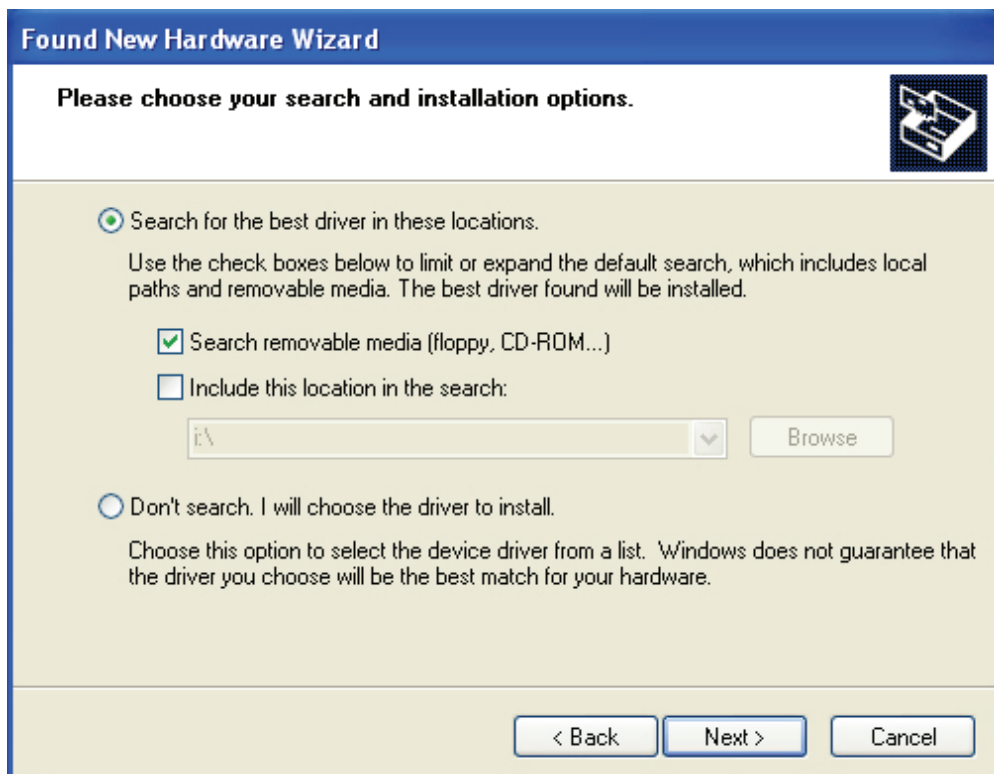 Found New Hardware Wizard
Please choose your search and installation options.
Search for the best driver in these locations.
Use the check boxes below to limit or expand the default search, which includes local
paths and removable media. The best driver found will be installed.
Search removable media (floppy, CD-ROM...)
Include this location in the search:
i:\
Browse
Don't search. I will choose the driver to install.
Choose this option to select the device driver from a list.  Windows does not guarantee that
the driver you choose will be the best match for your hardware.
< Back
Next >
Cancel